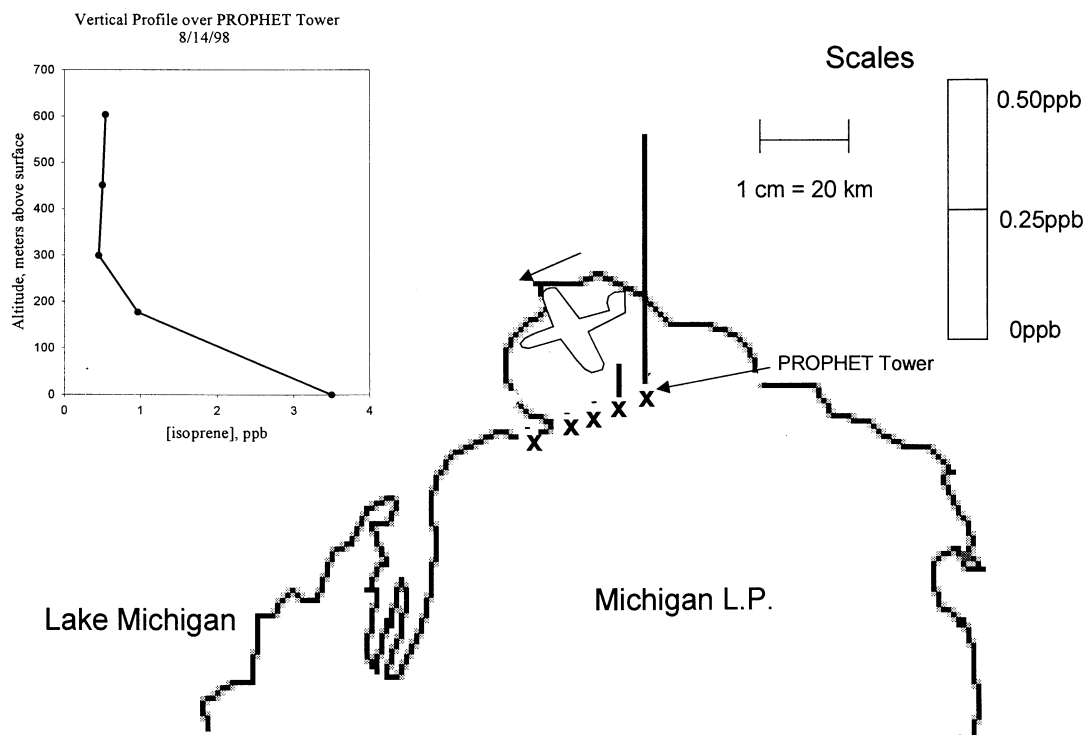 Vertical Profile over PROPHET Tower
8/14/98
700
600
500
400
300
200
100
0
Altitude, meters above surface
0
1
2
3
4
[isoprene], ppb
Scales
1 cm = 20 km
0.50ppb
0.25ppb
0ppb
PROPHET Tower
X
X
X
X
X
Lake Michigan
Michigan L.P.